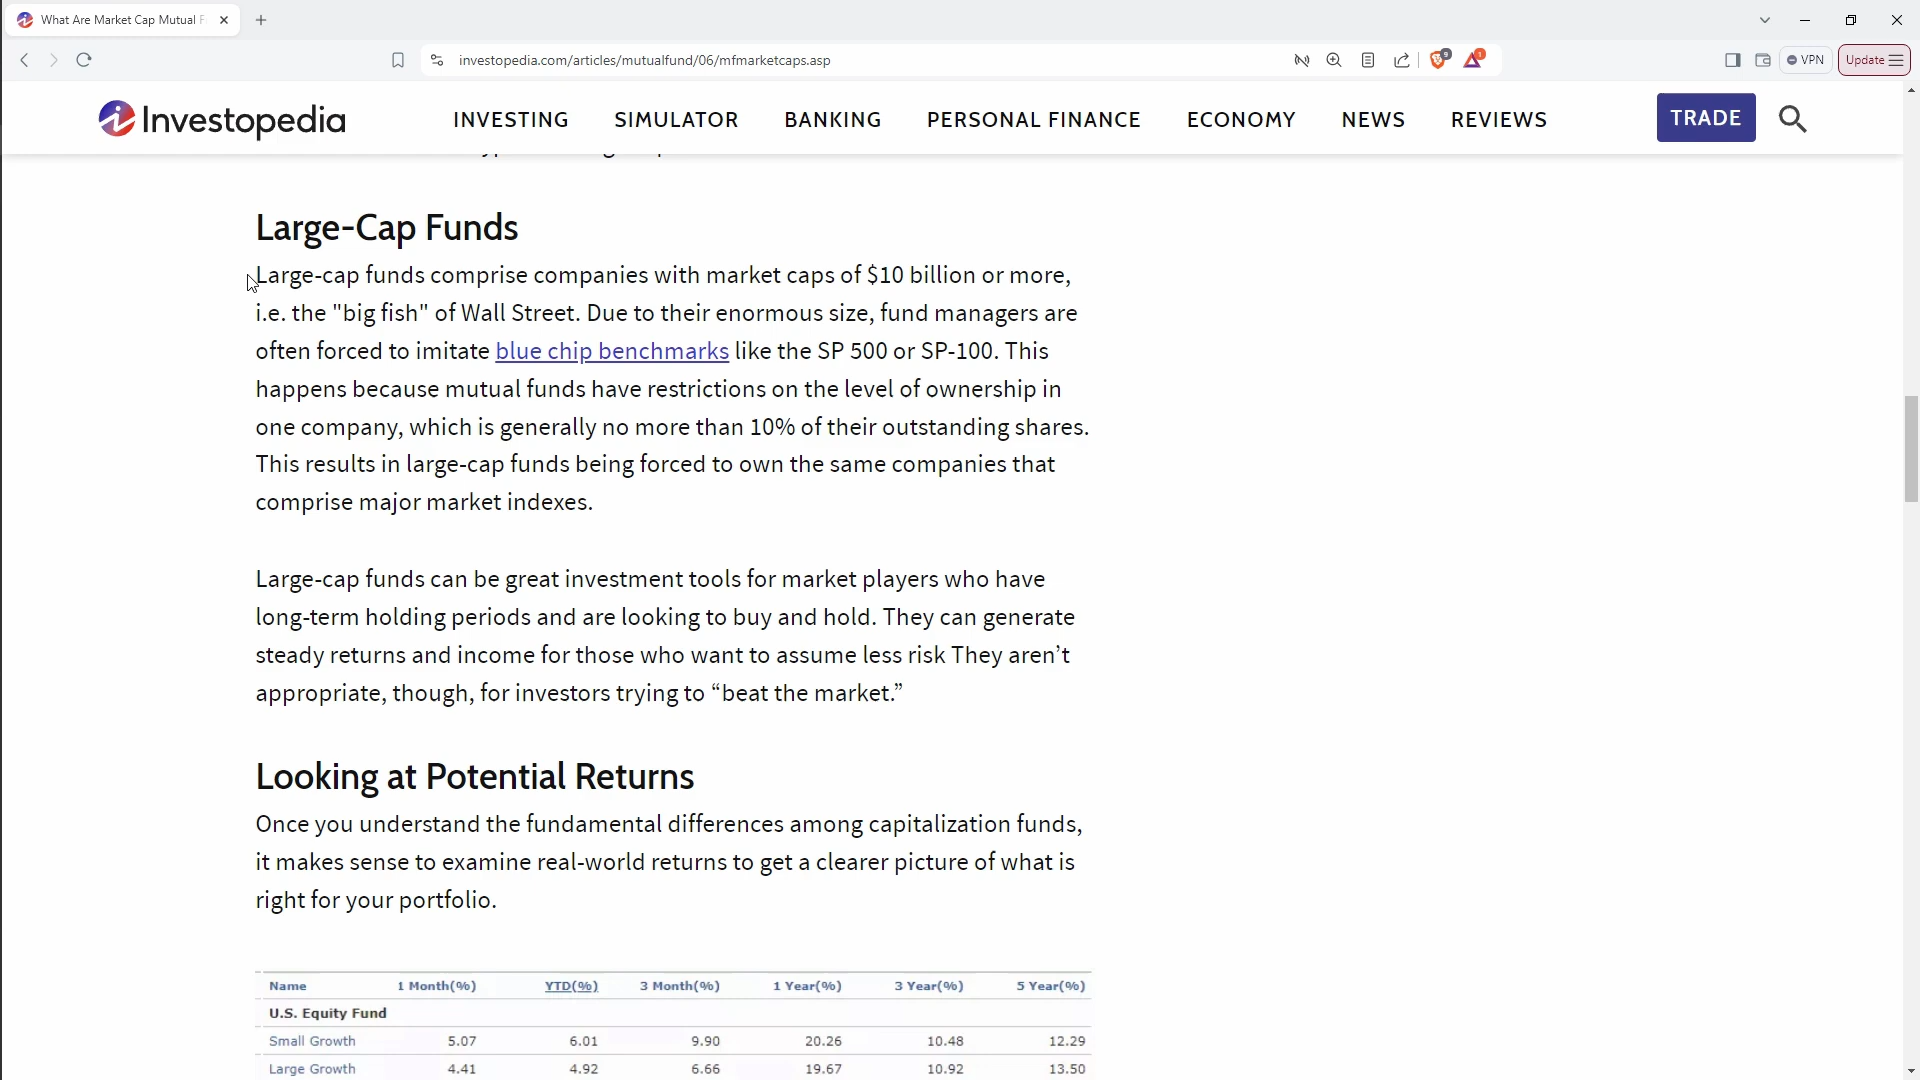 What Are Market Cap Mutual F
investopedia.com/articles/mutualfund/06/mfmarketcaps.asp
9
1
VPN
Update
Investopedia
INVESTING
SIMULATOR
BANKING
PERSONAL FINANCE
ECONOMY
NEWS
REVIEWS
TRADE
Large-Cap Funds
Large-cap funds comprise companies with market caps of $10 billion or more,
i.e. the "big fish" of Wall Street. Due to their enormous size, fund managers are
often forced to imitate blue chip benchmarks like the SP 500 or SP-100. This
happens because mutual funds have restrictions on the level of ownership in
one company, which is generally no more than 10% of their outstanding shares.
This results in large-cap funds being forced to own the same companies that
comprise major market indexes.
Large-cap funds can be great investment tools for market players who have
long-term holding periods and are looking to buy and hold. They can generate
steady returns and income for those who want to assume less risk They aren’t
appropriate, though, for investors trying to “beat the market.”
Looking at Potential Returns
Once you understand the fundamental differences among capitalization funds,
it makes sense to examine real-world returns to get a clearer picture of what is
right for your portfolio.
Name 1 Month(%) YTD(%) 3 Month(%) 1 Year(%) 3 Year(%) 5 Year(%)
U.S. Equity Fund
Small Growth 5.07 6.01 9.90 20.26 10.48 12.29
Large Growth 4.41 4.92 6.66 19.67 10.92 13.50